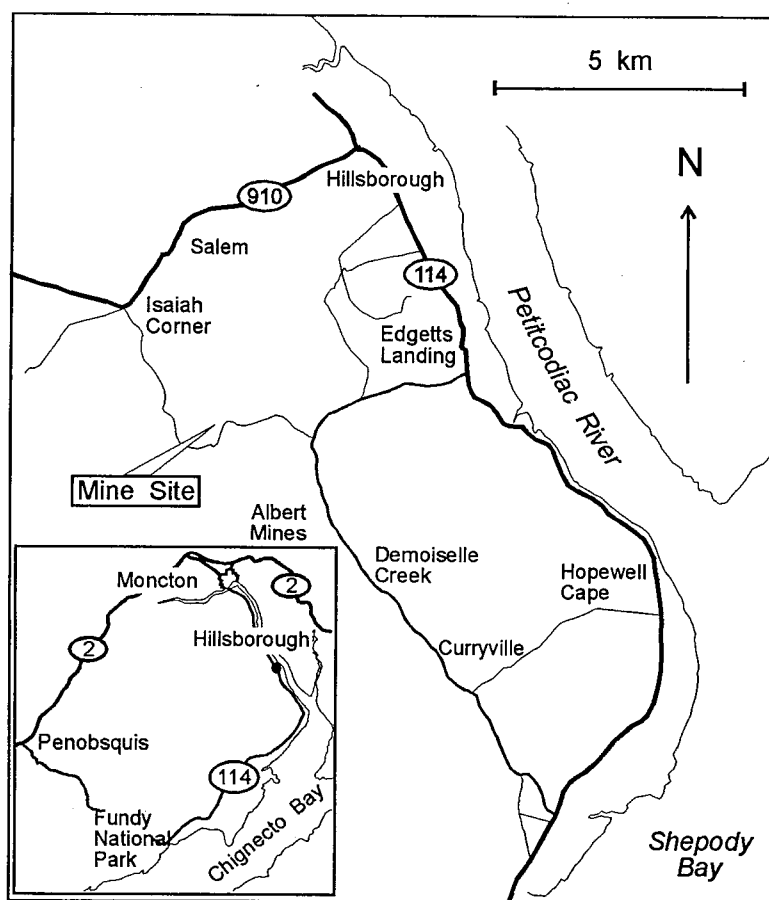 5 km
N
Hillsborough
910
Salem
114
Isaiah
Corner
Edgetts
Landing
Petitcodiac River
Mine Site
Albert
Mines
Demoiselle
Creek
Hopewell
Cape
Curryville
Shepody
Bay
Moncton
2
Hillsborough
2
Penobsquis
114
Fundy
National
Park
Chignecto Bay